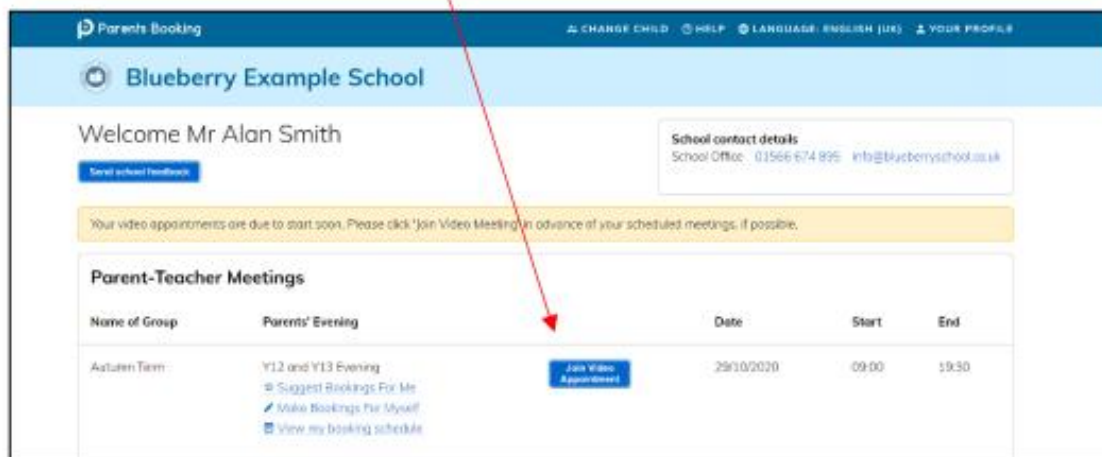 Parents Booking CHANGE CHILD HELP LANGUAGE: ENGLISH (UK) YOUR PROFILE
Blueberry Example School
Welcome Mr Alan Smith
Send school feedback
School contact details
School Office 01566 674 895 info@blueberryschool.co.uk
Your video appointments are due to start soon. Please click 'Join Video Meeting' in advance of your scheduled meetings, if possible.
Parent-Teacher Meetings
Name of Group Parents' Evening Date Start End
Autumn Term Y12 and Y13 Evening Join Video Appointment 29/10/2020 09:00 19:30
Suggest Bookings For Me
Make Bookings For Myself
View my booking schedule